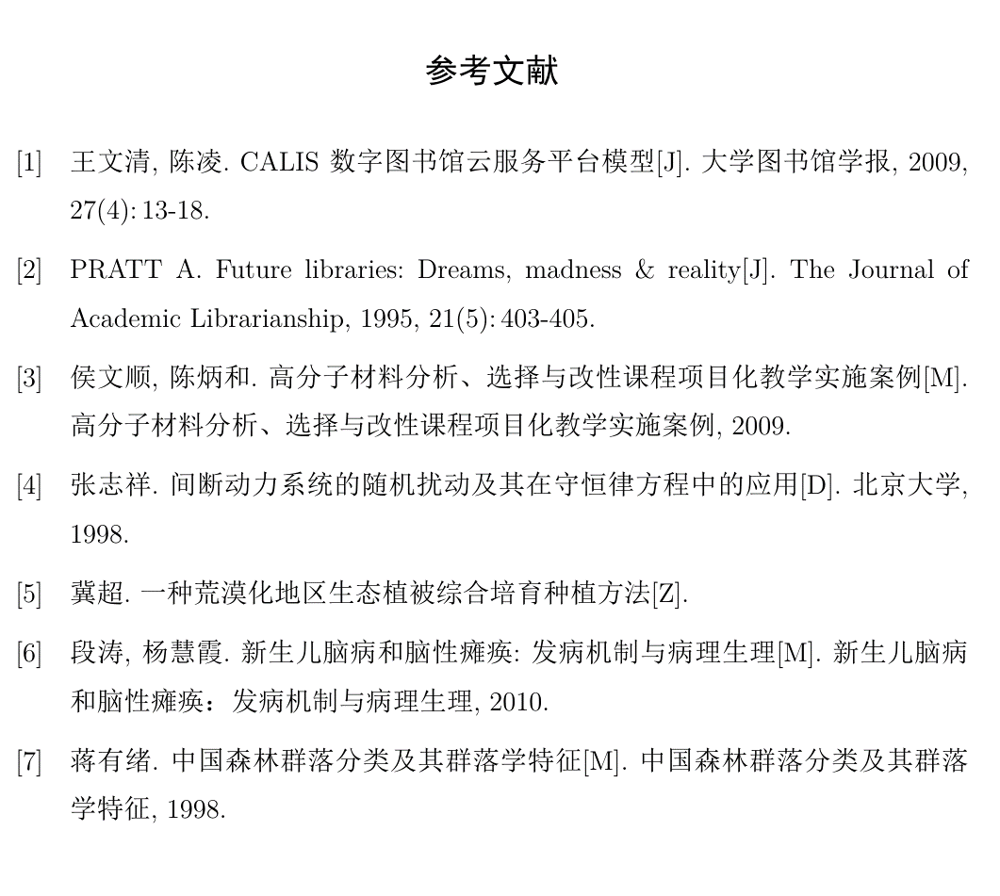 参考文献
[1] 王文清, 陈凌. CALIS 数字图书馆云服务平台模型[J]. 大学图书馆学报, 2009,
27(4): 13-18.
[2] PRATT A. Future libraries: Dreams, madness & reality[J]. The Journal of
Academic Librarianship, 1995, 21(5): 403-405.
[3] 侯文顺, 陈炳和. 高分子材料分析、选择与改性课程项目化教学实施案例[M].
高分子材料分析、选择与改性课程项目化教学实施案例, 2009.
[4] 张志祥. 间断动力系统的随机扰动及其在守恒律方程中的应用[D]. 北京大学,
1998.
[5] 冀超. 一种荒漠化地区生态植被综合培育种植方法[Z].
[6] 段涛, 杨慧霞. 新生儿脑病和脑性瘫痪: 发病机制与病理生理[M]. 新生儿脑病
和脑性瘫痪：发病机制与病理生理, 2010.
[7] 蒋有绪. 中国森林群落分类及其群落学特征[M]. 中国森林群落分类及其群落
学特征, 1998.